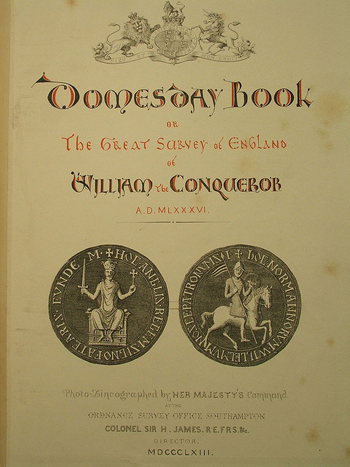 Domesday Book
OR
The Great Survey of England
of
William the Conqueror
A.D. MLXXXVI.
Photo-Zincographed by HER MAJESTY'S Command,
AT THE
ORDNANCE SURVEY OFFICE SOUTHAMPTON
COLONEL SIR H. JAMES. R.E. F.R.S. &c.
DIRECTOR.
MDCCCLXIII.